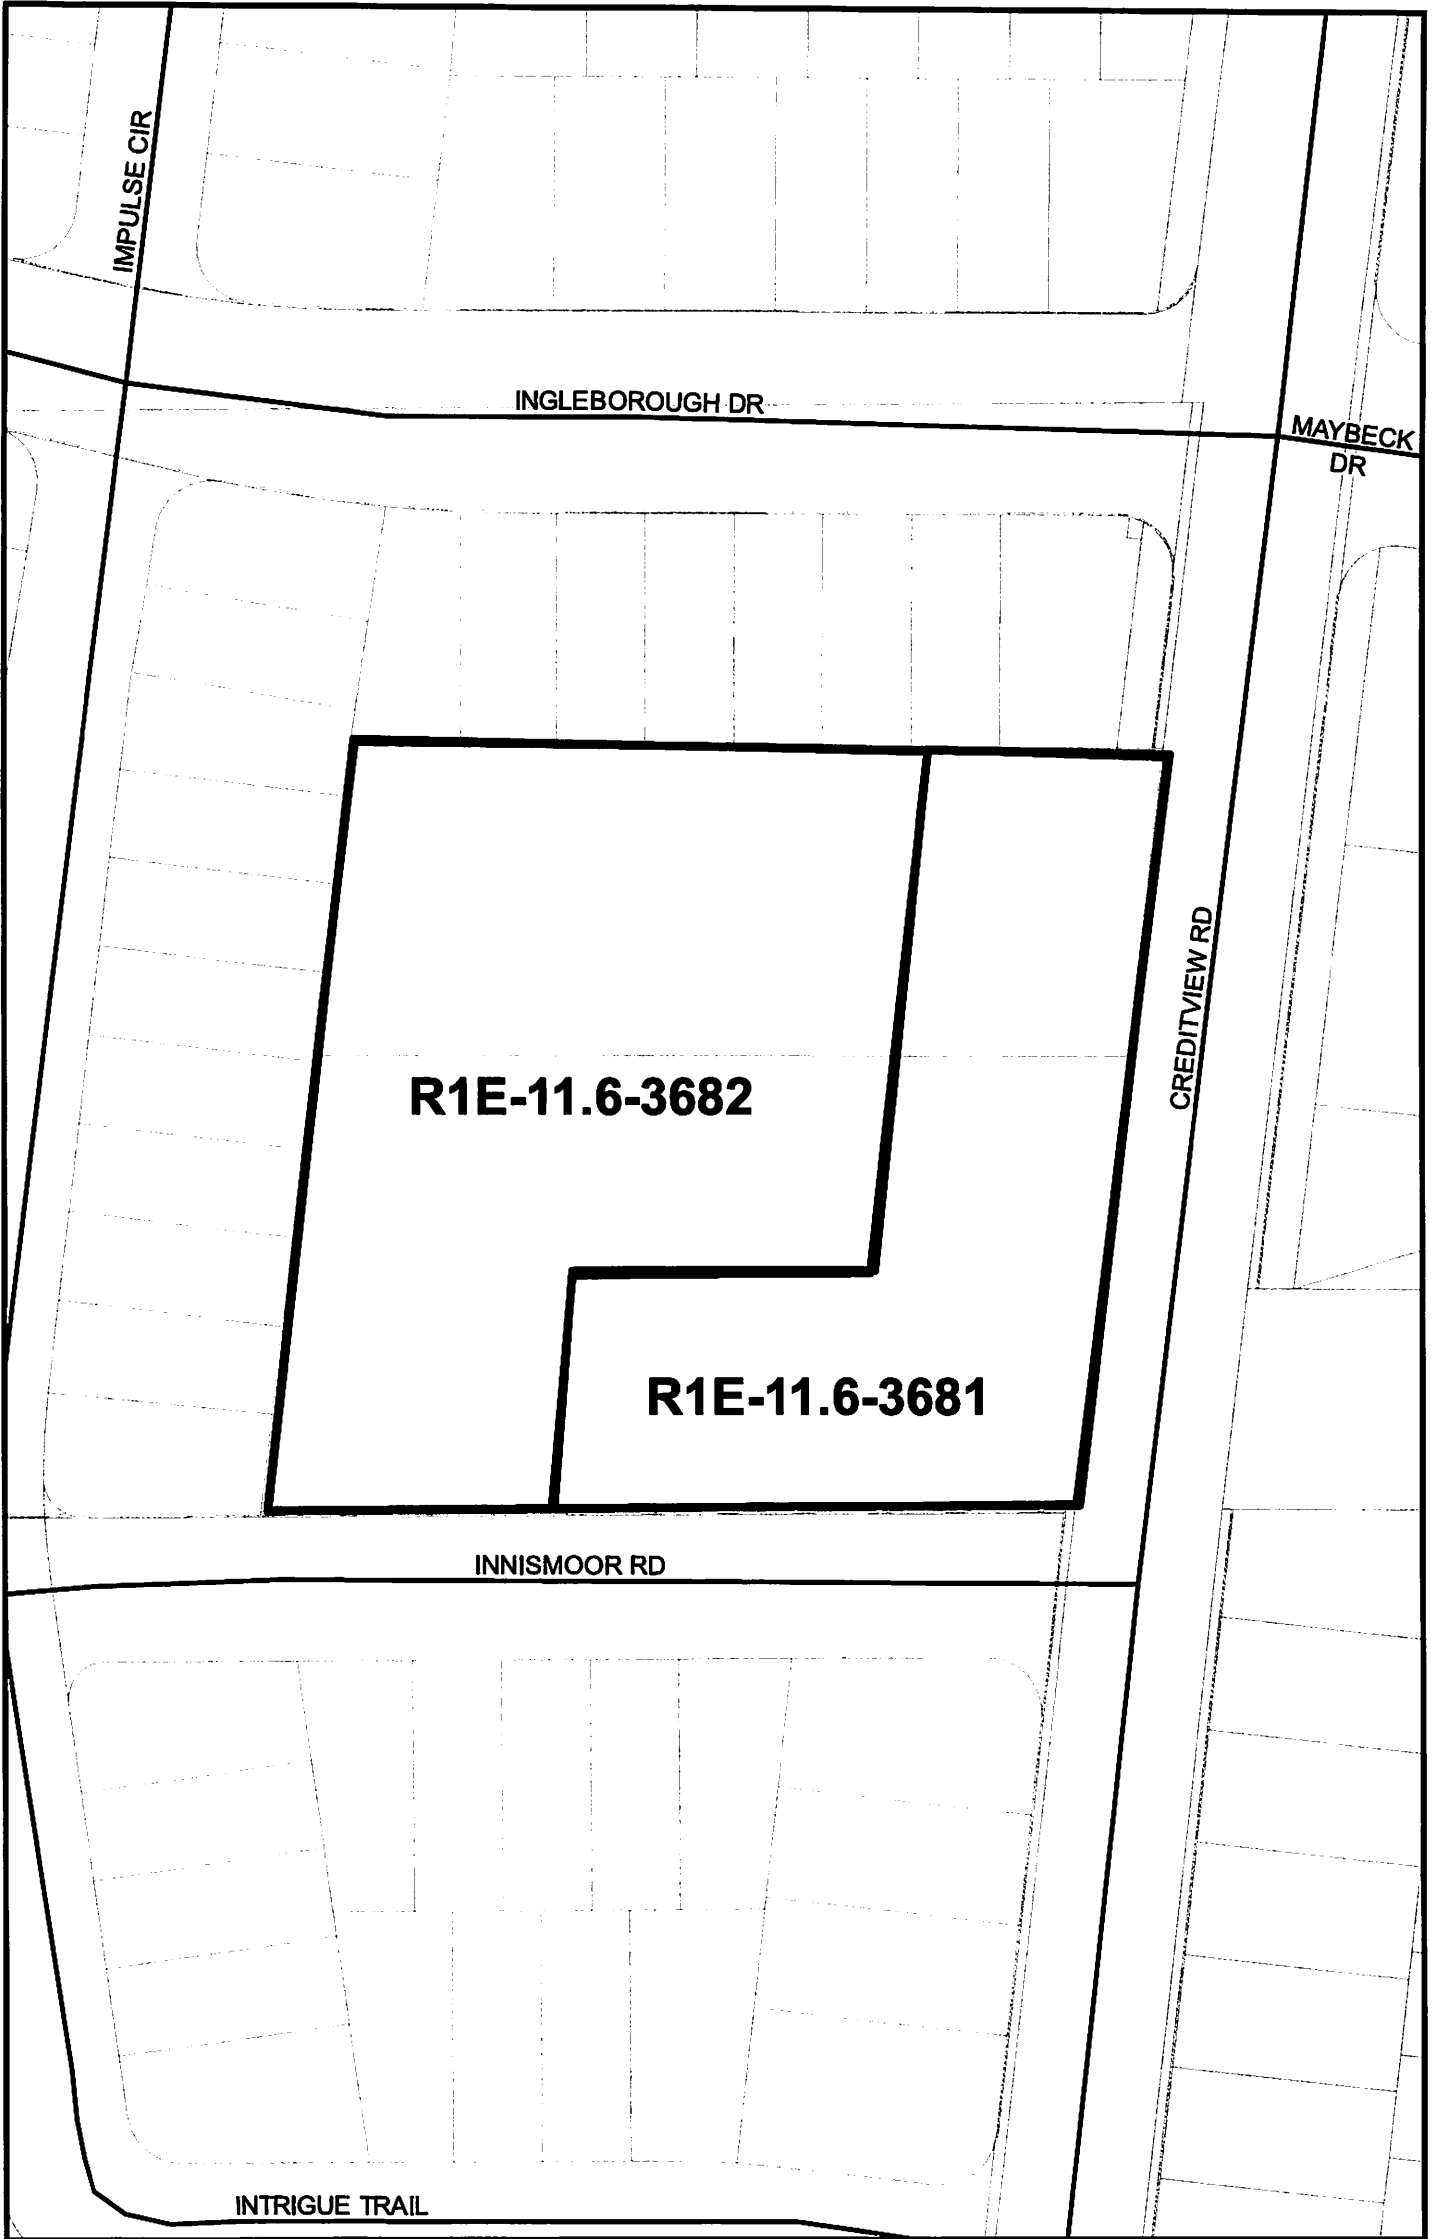 IMPULSE CIR
INGLEBOROUGH DR
MAYBECK
DR
CREDITVIEW RD
R1E-11.6-3682
R1E-11.6-3681
INNISMOOR RD
INTRIGUE TRAIL